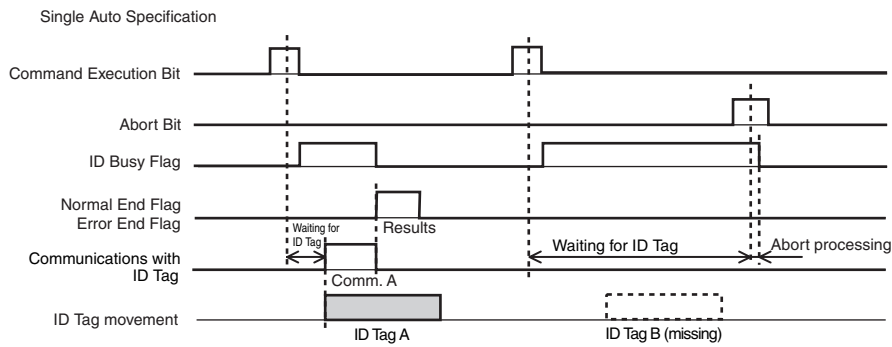 Single Auto Specification
Command Execution Bit
Abort Bit
ID Busy Flag
Normal End Flag
Error End Flag
Results
Waiting for
ID Tag
Communications with
ID Tag
Comm. A
Waiting for ID Tag
Abort processing
ID Tag movement
ID Tag A
ID Tag B (missing)